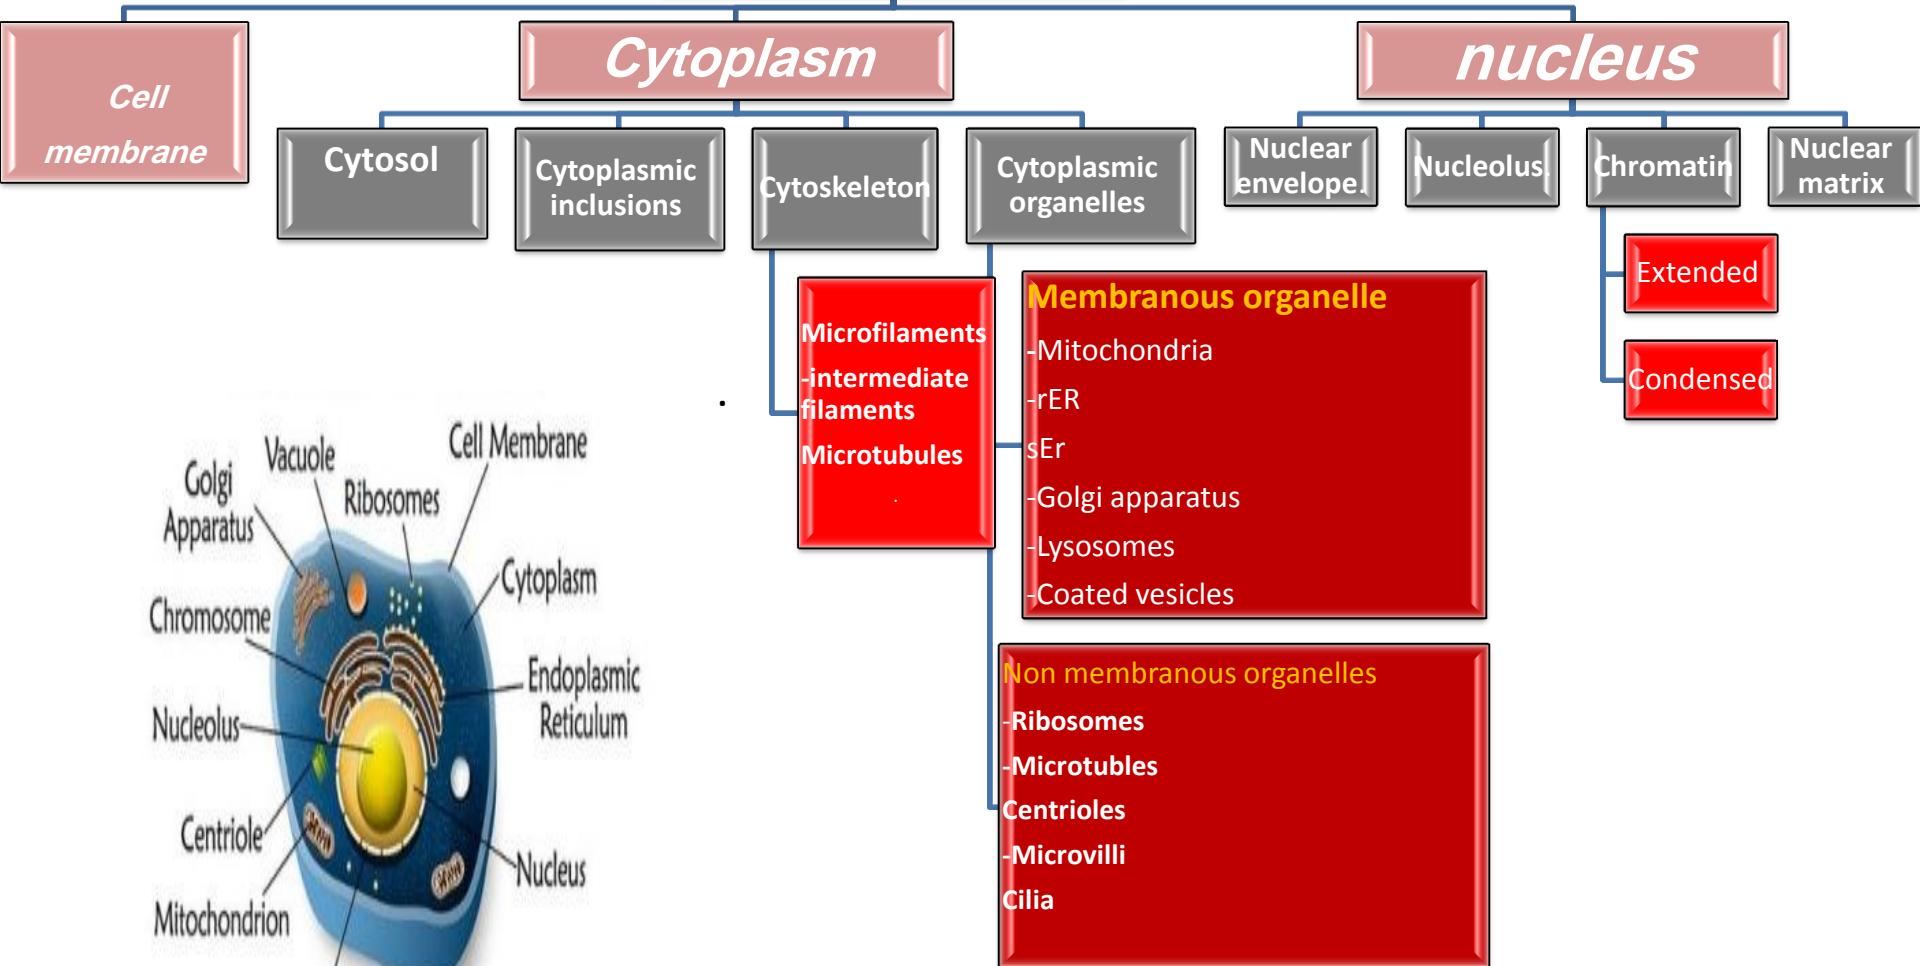 Cell
membrane
Cytoplasm
nucleus
Cytosol
Cytoplasmic
inclusions
Cytoskeleton
Cytoplasmic
organelles
Nuclear
envelope.
Nucleolus.
Chromatin
Nuclear
matrix
Extended
Condensed
Microfilaments
-intermediate
filaments
Microtubules
.
Membranous organelle
-Mitochondria
-rER
sEr
-Golgi apparatus
-Lysosomes
-Coated vesicles
Non membranous organelles
-Ribosomes
-Microtubles
Centrioles
-Microvilli
Cilia
.
Golgi
Apparatus
Vacuole
Ribosomes
Cell Membrane
Cytoplasm
Chromosome
Endoplasmic
Reticulum
Nucleolus
Centriole
Nucleus
Mitochondrion